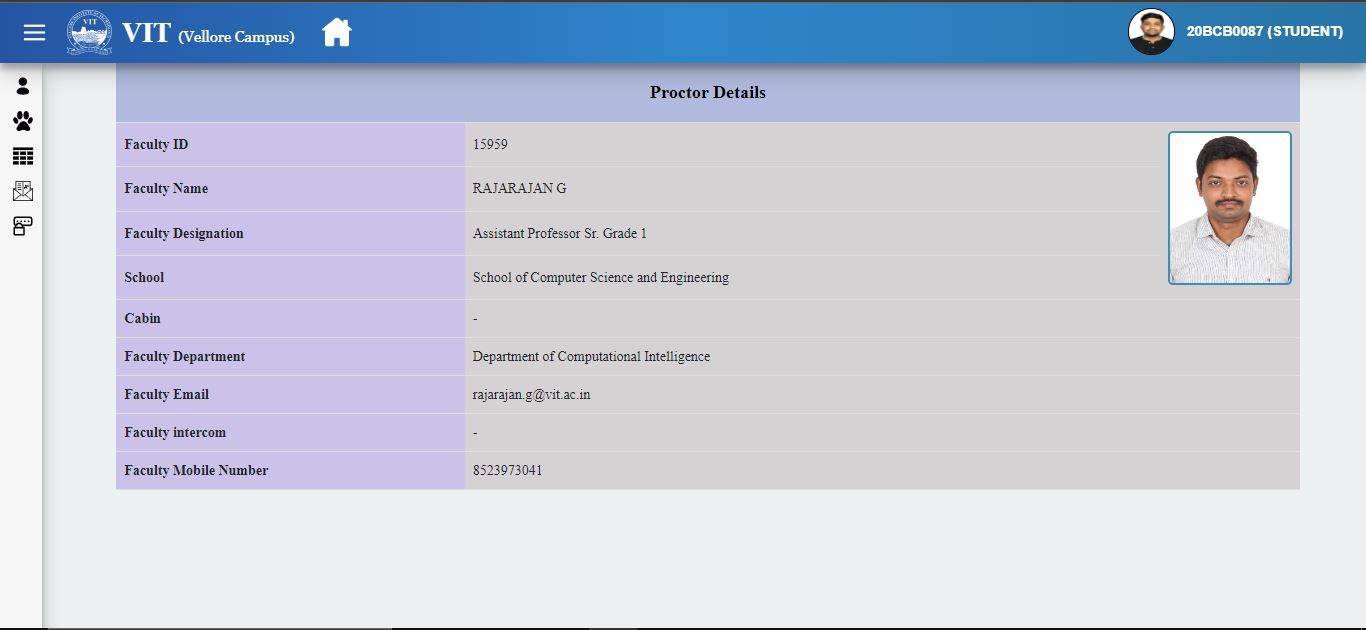 VIT (Vellore Campus)
20BCB0087 (STUDENT)
Proctor Details
Faculty ID 15959
Faculty Name RAJARAJAN G
Faculty Designation Assistant Professor Sr. Grade 1
School School of Computer Science and Engineering
Cabin -
Faculty Department Department of Computational Intelligence
Faculty Email rajarajan.g@vit.ac.in
Faculty intercom -
Faculty Mobile Number 8523973041